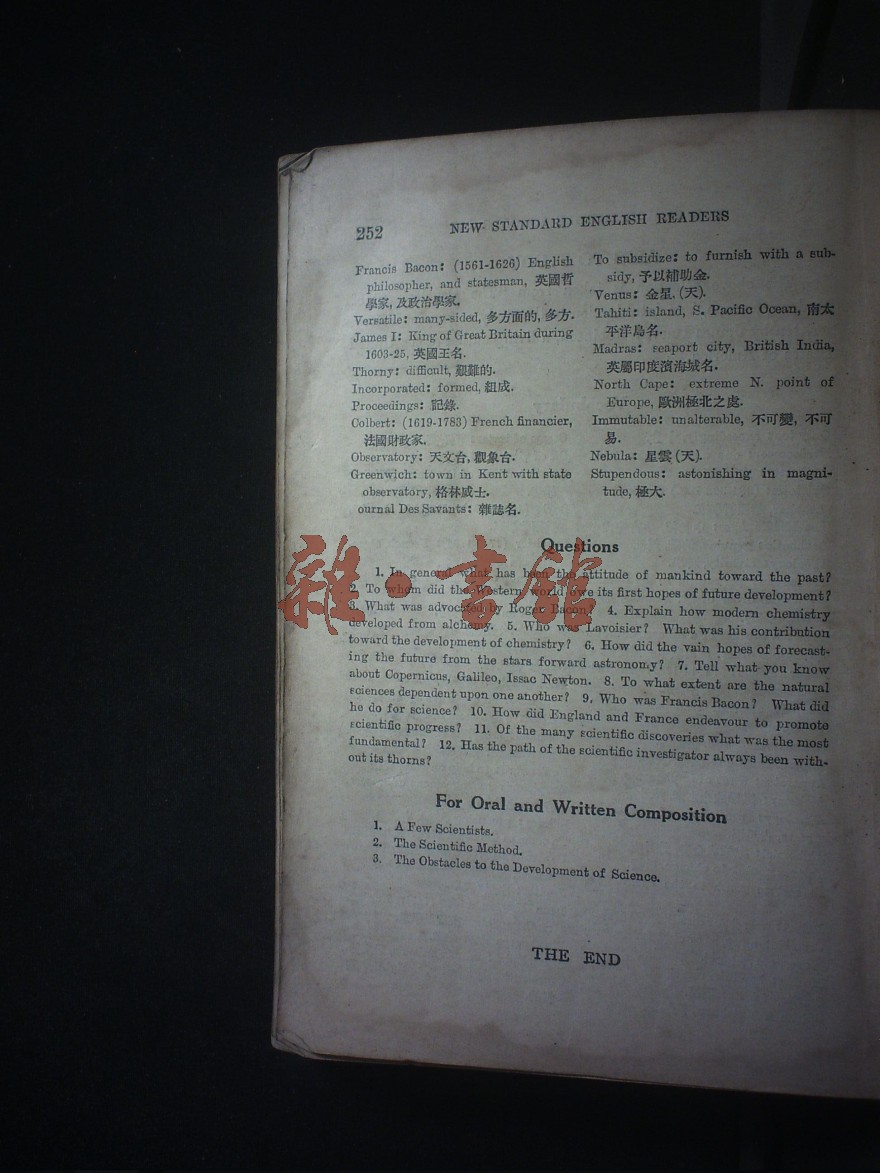 252
NEW STANDARD ENGLISH READERS
Francis Bacon: (1561-1626) English
philosopher, and statesman, 英國哲
學家, 及政治學家.
Versatile: many-sided, 多方面的, 多方.
James I: King of Great Britain during
1603-25, 英國王名.
Thorny: difficult, 艱難的.
Incorporated: formed, 組成.
Proceedings: 記錄.
Colbert: (1619-1783) French financier,
法國財政家.
Observatory: 天文台, 觀象台.
Greenwich: town in Kent with state
observatory, 格林威士.
ournal Des Savants: 雜誌名.
To subsidize: to furnish with a sub-
sidy, 予以補助金.
Venus: 金星, (天).
Tahiti: island, S. Pacific Ocean, 南太
平洋島名.
Madras: seaport city, British India,
英屬印度濱海城名.
North Cape: extreme N. point of
Europe, 歐洲極北之處.
Immutable: unalterable, 不可變, 不可
易.
Nebula: 星雲 (天).
Stupendous: astonishing in magni-
tude, 極大.
Questions
1. In general what has been the attitude of mankind toward the past?
2. To whom did the Western world owe its first hopes of future development?
3. What was advocated by Roger Bacon? 4. Explain how modern chemistry
developed from alchemy. 5. Who was Lavoisier? What was his contribution
toward the development of chemistry? 6. How did the vain hopes of forecast-
ing the future from the stars forward astronomy? 7. Tell what you know
about Copernicus, Galileo, Issac Newton. 8. To what extent are the natural
sciences dependent upon one another? 9. Who was Francis Bacon? What did
he do for science? 10. How did England and France endeavour to promote
scientific progress? 11. Of the many scientific discoveries what was the most
fundamental? 12. Has the path of the scientific investigator always been with-
out its thorns?
雜·書館
For Oral and Written Composition
1. A Few Scientists.
2. The Scientific Method.
3. The Obstacles to the Development of Science.
THE END